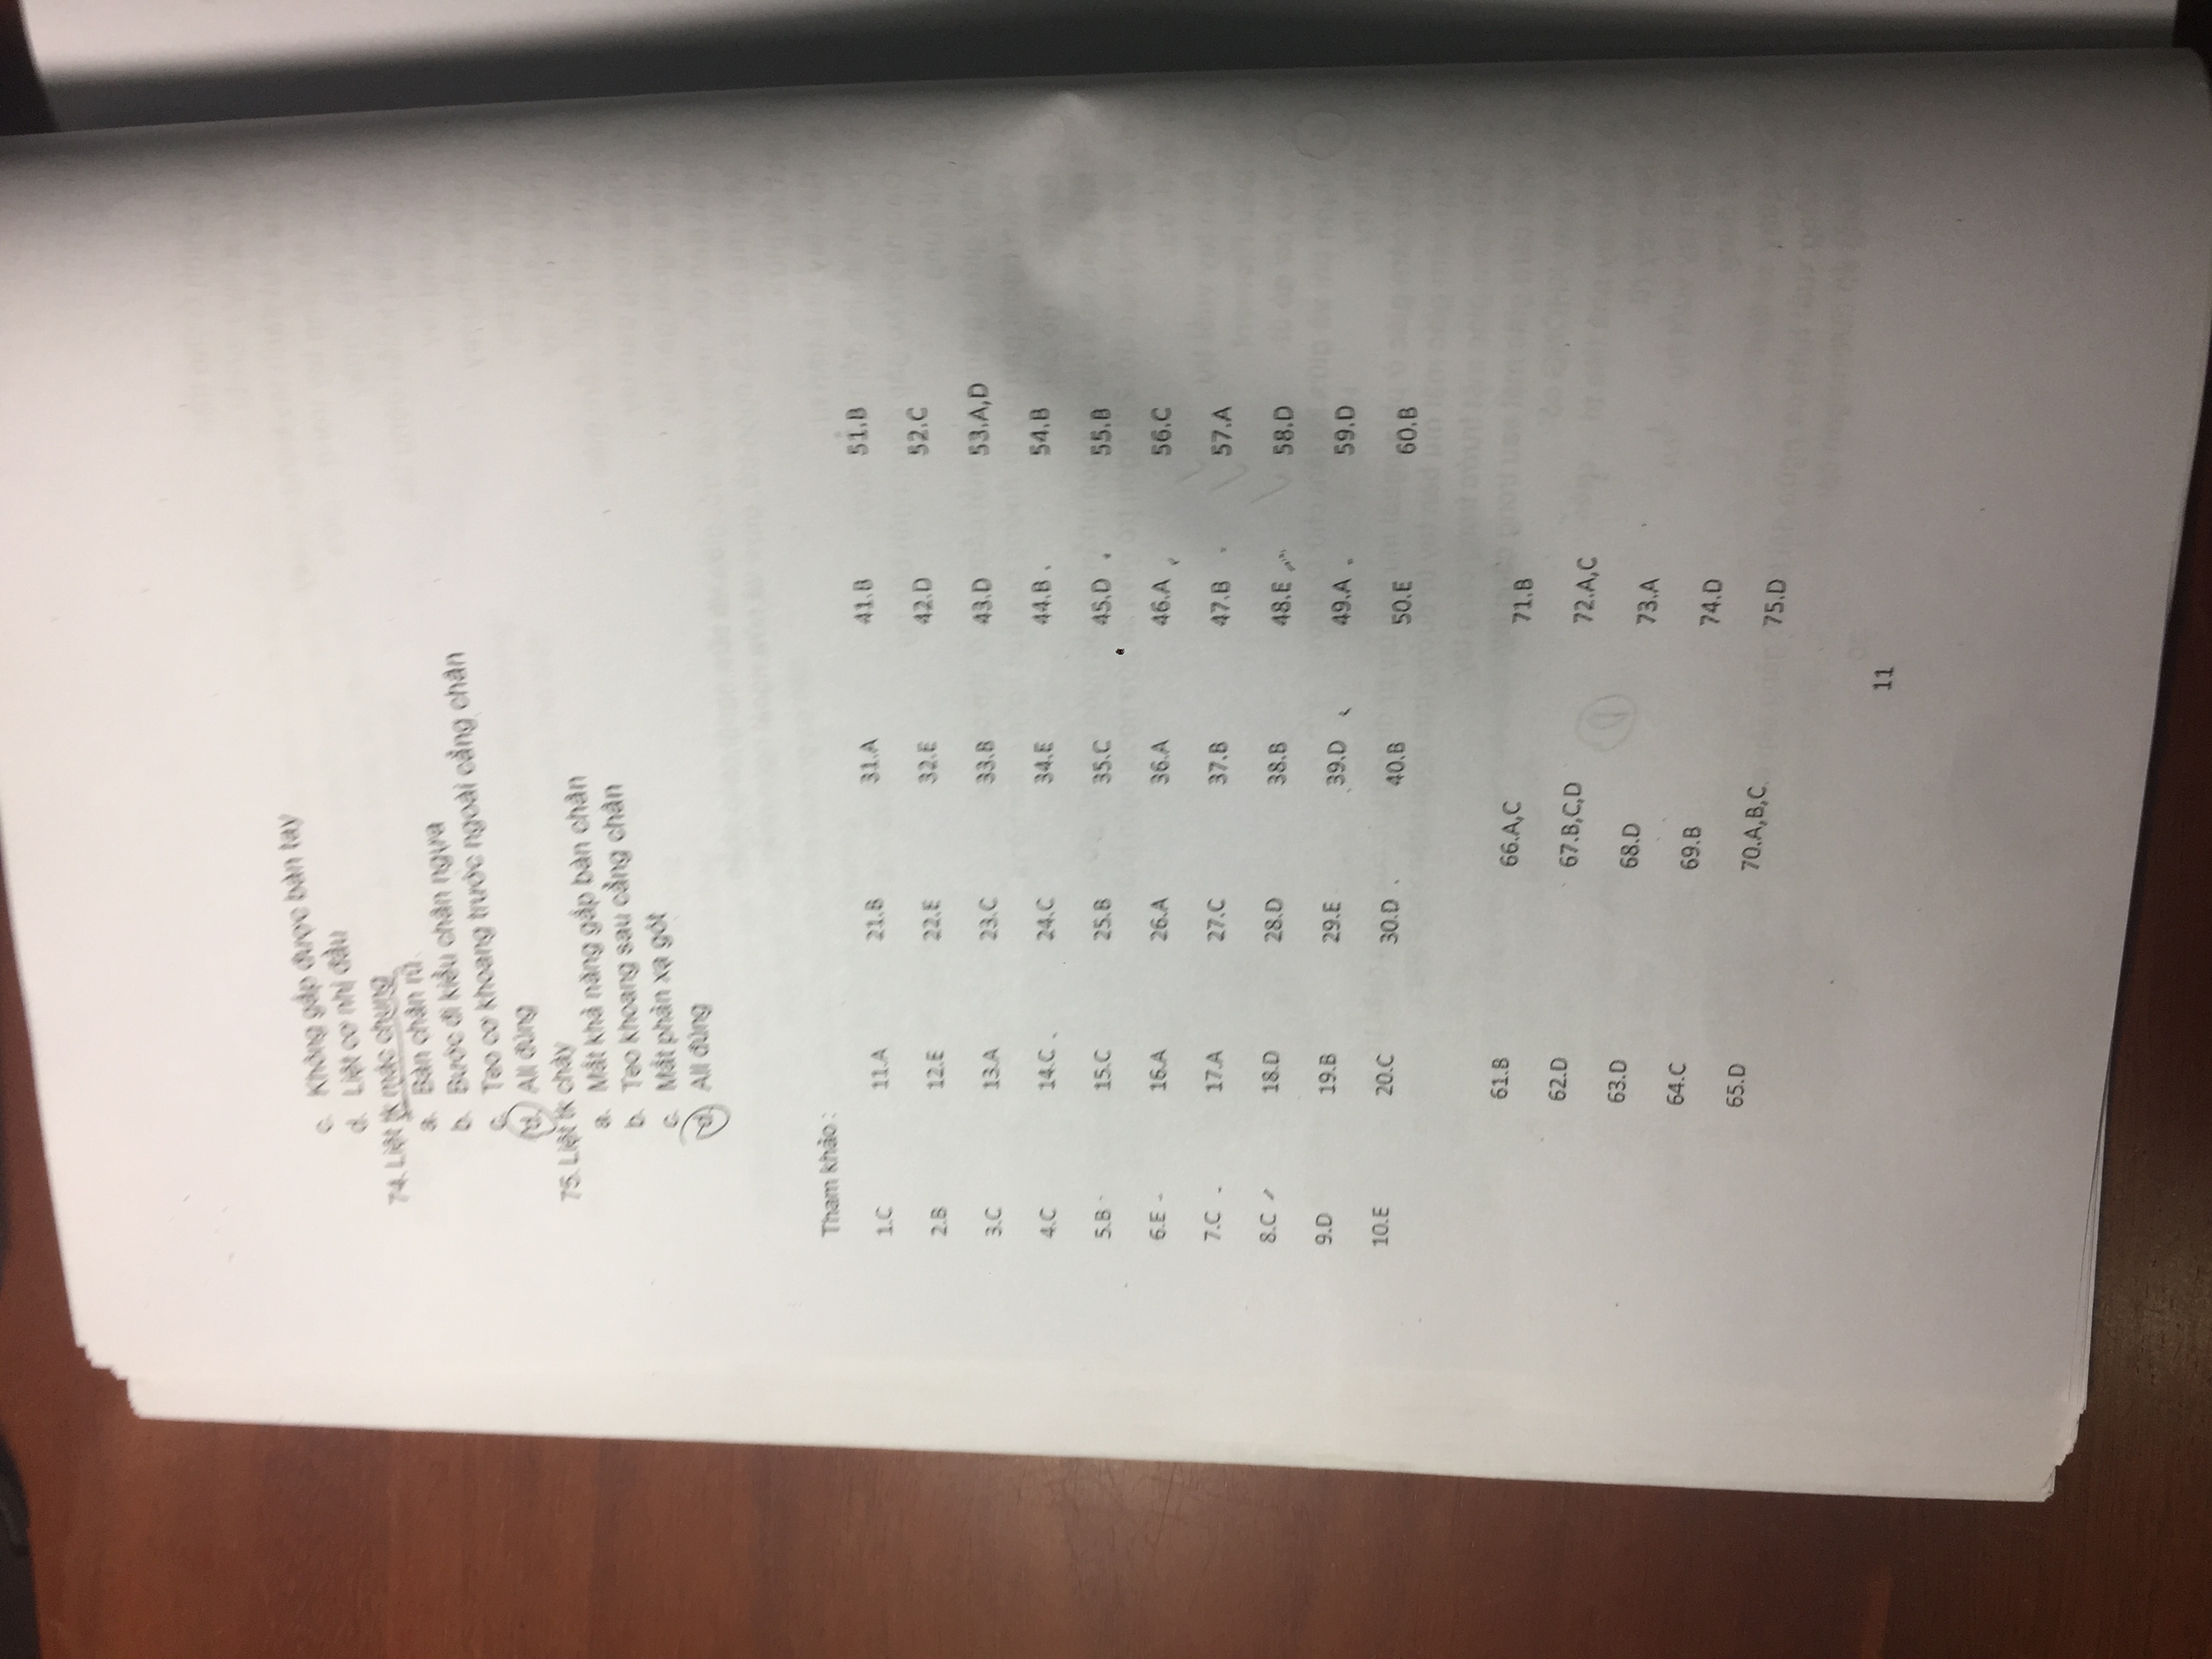 c. Không gấp được bàn tay
d. Liệt cơ nhị đầu
74. Liệt tk mác chung
a. Bàn chân rũ
b. Bước đi kiểu chân ngựa
c. Teo cơ khoang trước ngoài cẳng chân
d. All đúng
75. Liệt tk chày
a. Mất khả năng gấp bàn chân
b. Teo khoang sau cẳng chân
c. Mất phản xạ gót
d. All đúng
Tham khảo :
1.C 11.A 21.B 31.A 41.B 51.B
2.B 12.E 22.E 32.E 42.D 52.C
3.C 13.A 23.C 33.B 43.D 53.A,D
4.C 14.C 24.C 34.E 44.B 54.B
5.B 15.C 25.B 35.C 45.D 55.B
6.E 16.A 26.A 36.A 46.A 56.C
7.C 17.A 27.C 37.B 47.B 57.A
8.C 18.D 28.D 38.B 48.E 58.D
9.D 19.B 29.E 39.D 49.A 59.D
10.E 20.C 30.D 40.B 50.E 60.B
61.B 66.A,C 71.B
62.D 67.B,C,D 72.A,C
63.D 68.D 73.A
64.C 69.B 74.D
65.D 70.A,B,C 75.D
11